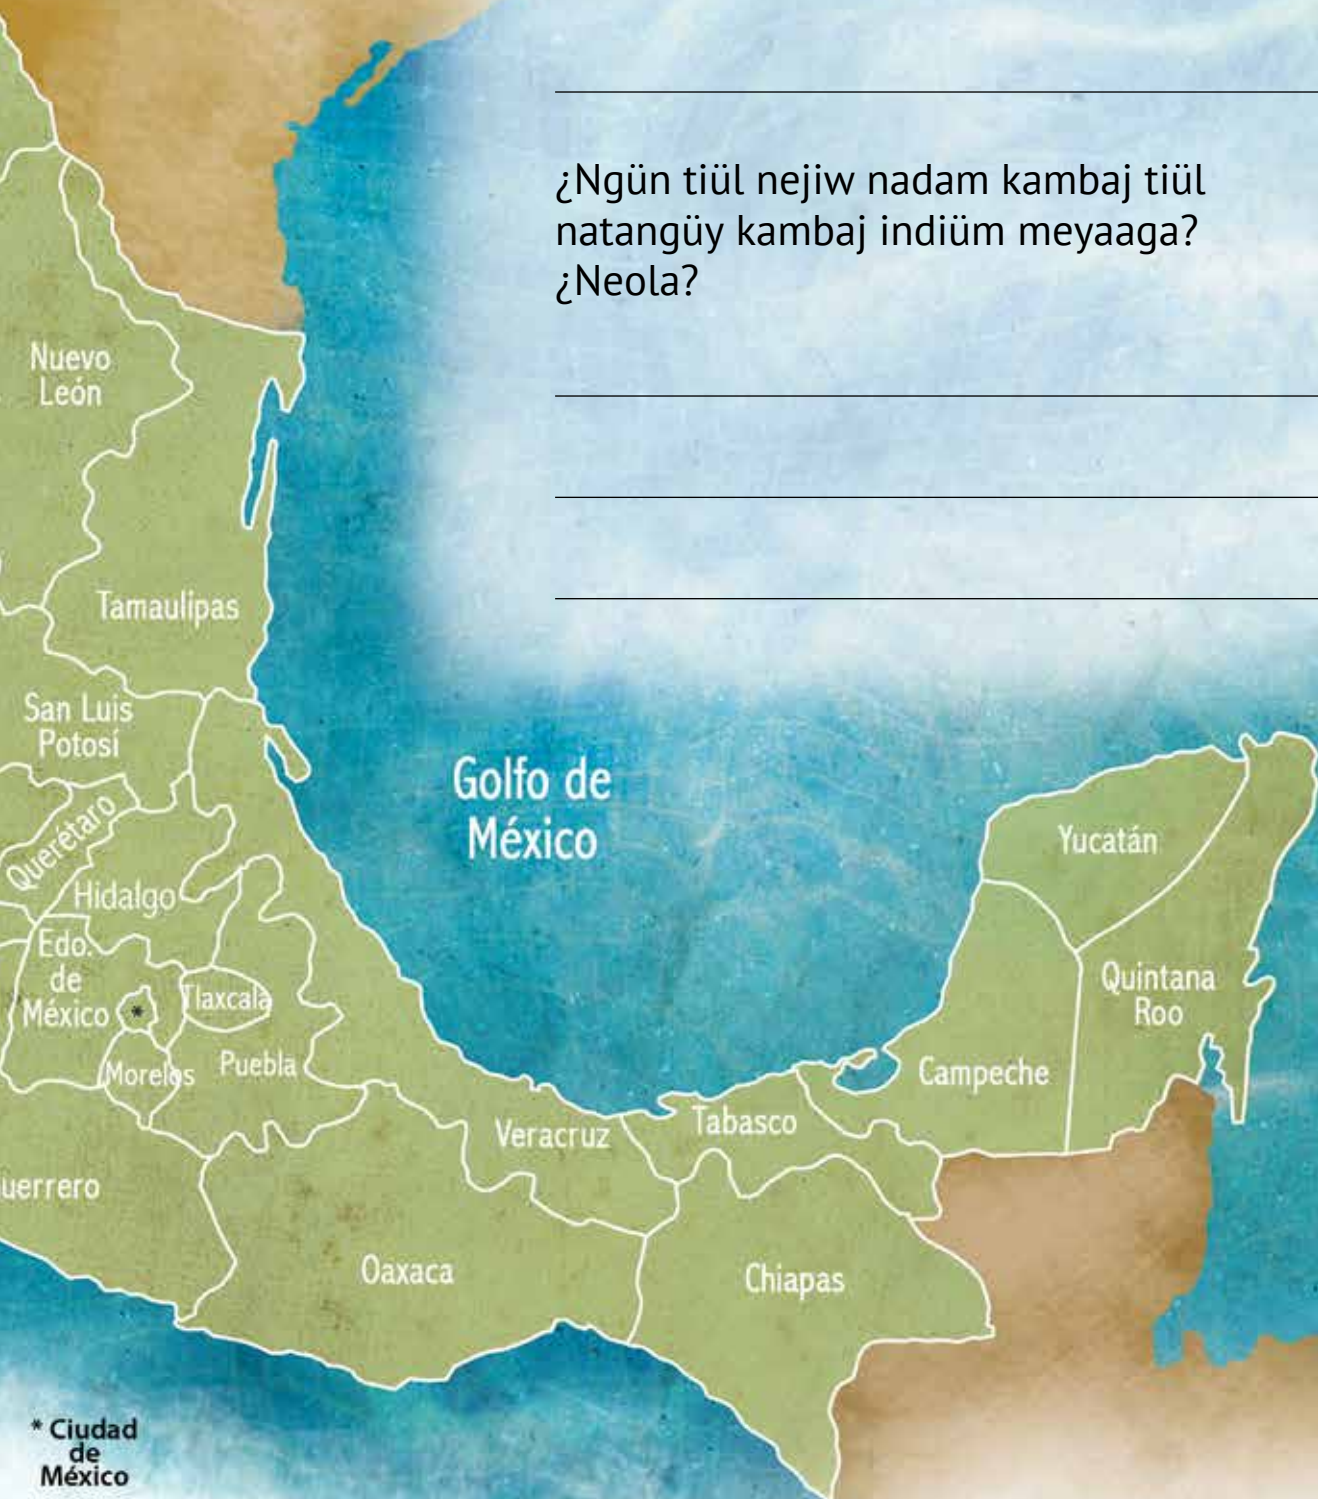 ¿Ngün tiül nejiw nadam kambaj tiül
natangüy kambaj indiüm meyaaga?
¿Neola?
Nuevo
León
Tamaulipas
San Luis
Potosí
Querétaro
Hidalgo
Edo.
de
México
*
Tlaxcala
Morelos
Puebla
Golfo de
México
Yucatán
Quintana
Roo
Campeche
Tabasco
Veracruz
uerrero
Oaxaca
Chiapas
* Ciudad
de
México